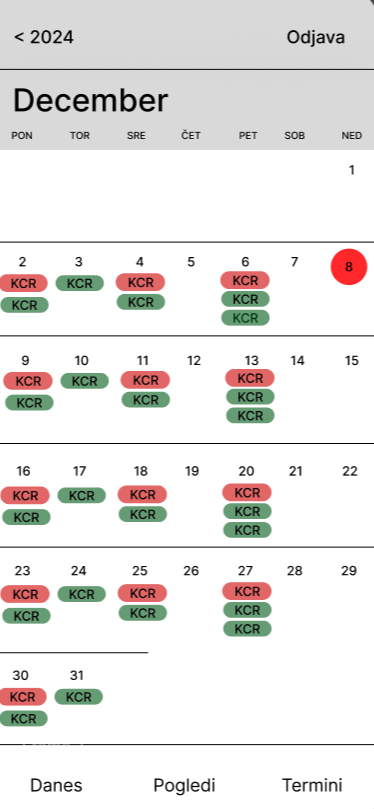 < 2024 Odjava
December
PON TOR SRE ČET PET SOB NED
1
2 3 4 5 6 7 8
KCR KCR KCR KCR
KCR KCR KCR
KCR
9 10 11 12 13 14 15
KCR KCR KCR KCR
KCR KCR KCR
KCR
16 17 18 19 20 21 22
KCR KCR KCR KCR
KCR KCR KCR
KCR
23 24 25 26 27 28 29
KCR KCR KCR KCR
KCR KCR KCR
KCR
30 31
KCR KCR
KCR
Danes Pogledi Termini